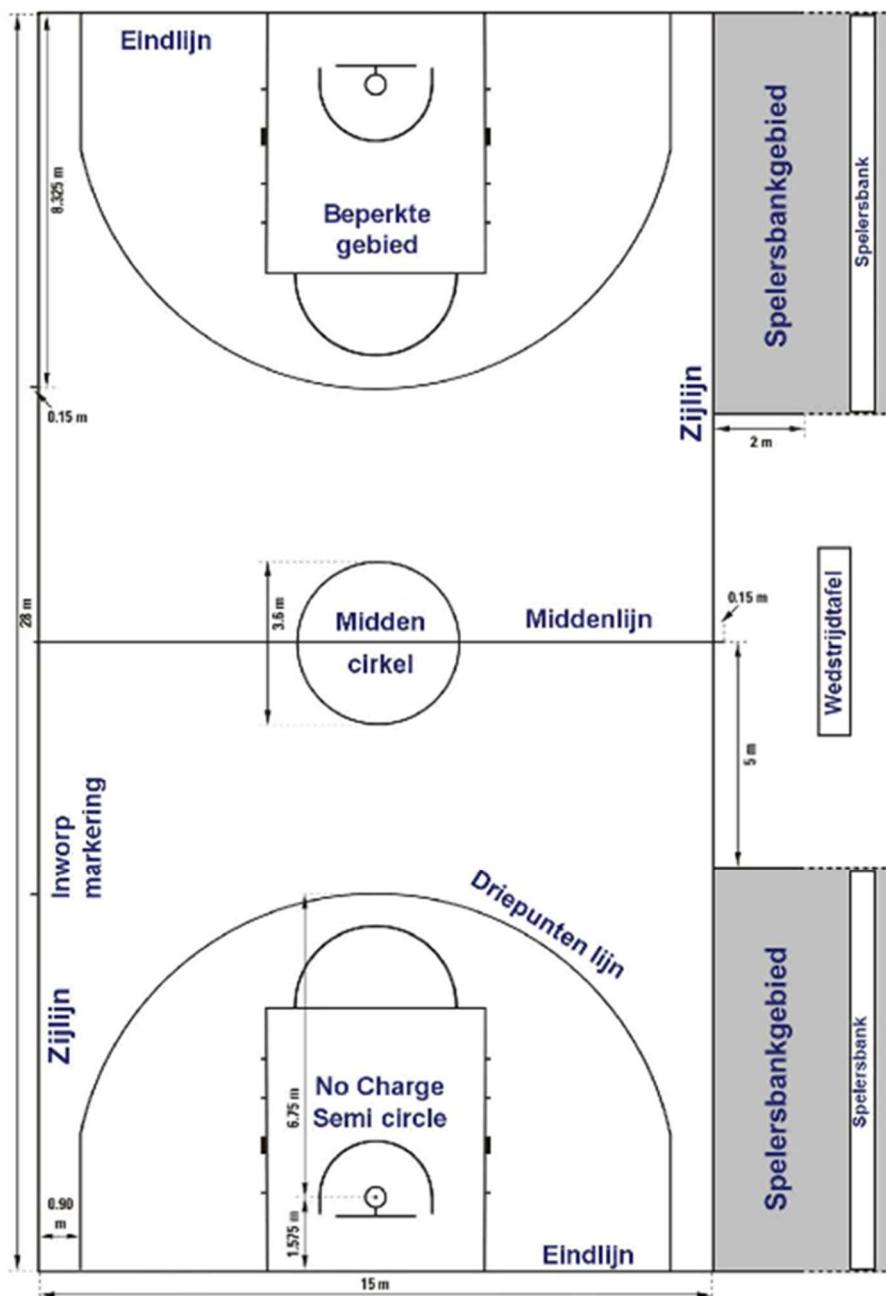 Eindlijn
Spelersbankgebied
Spelersbank
8.325 m
Beperkte
gebied
Zijlijn
0.15 m
2 m
28 m
3.6 m
Midden
cirkel
Middenlijn
0.15 m
Wedstrijdtafel
5 m
Inworp
markering
Driepunten lijn
Zijlijn
6.75 m
No Charge
Semi circle
Spelersbankgebied
Spelersbank
0.90
m
1.575 m
Eindlijn
15 m